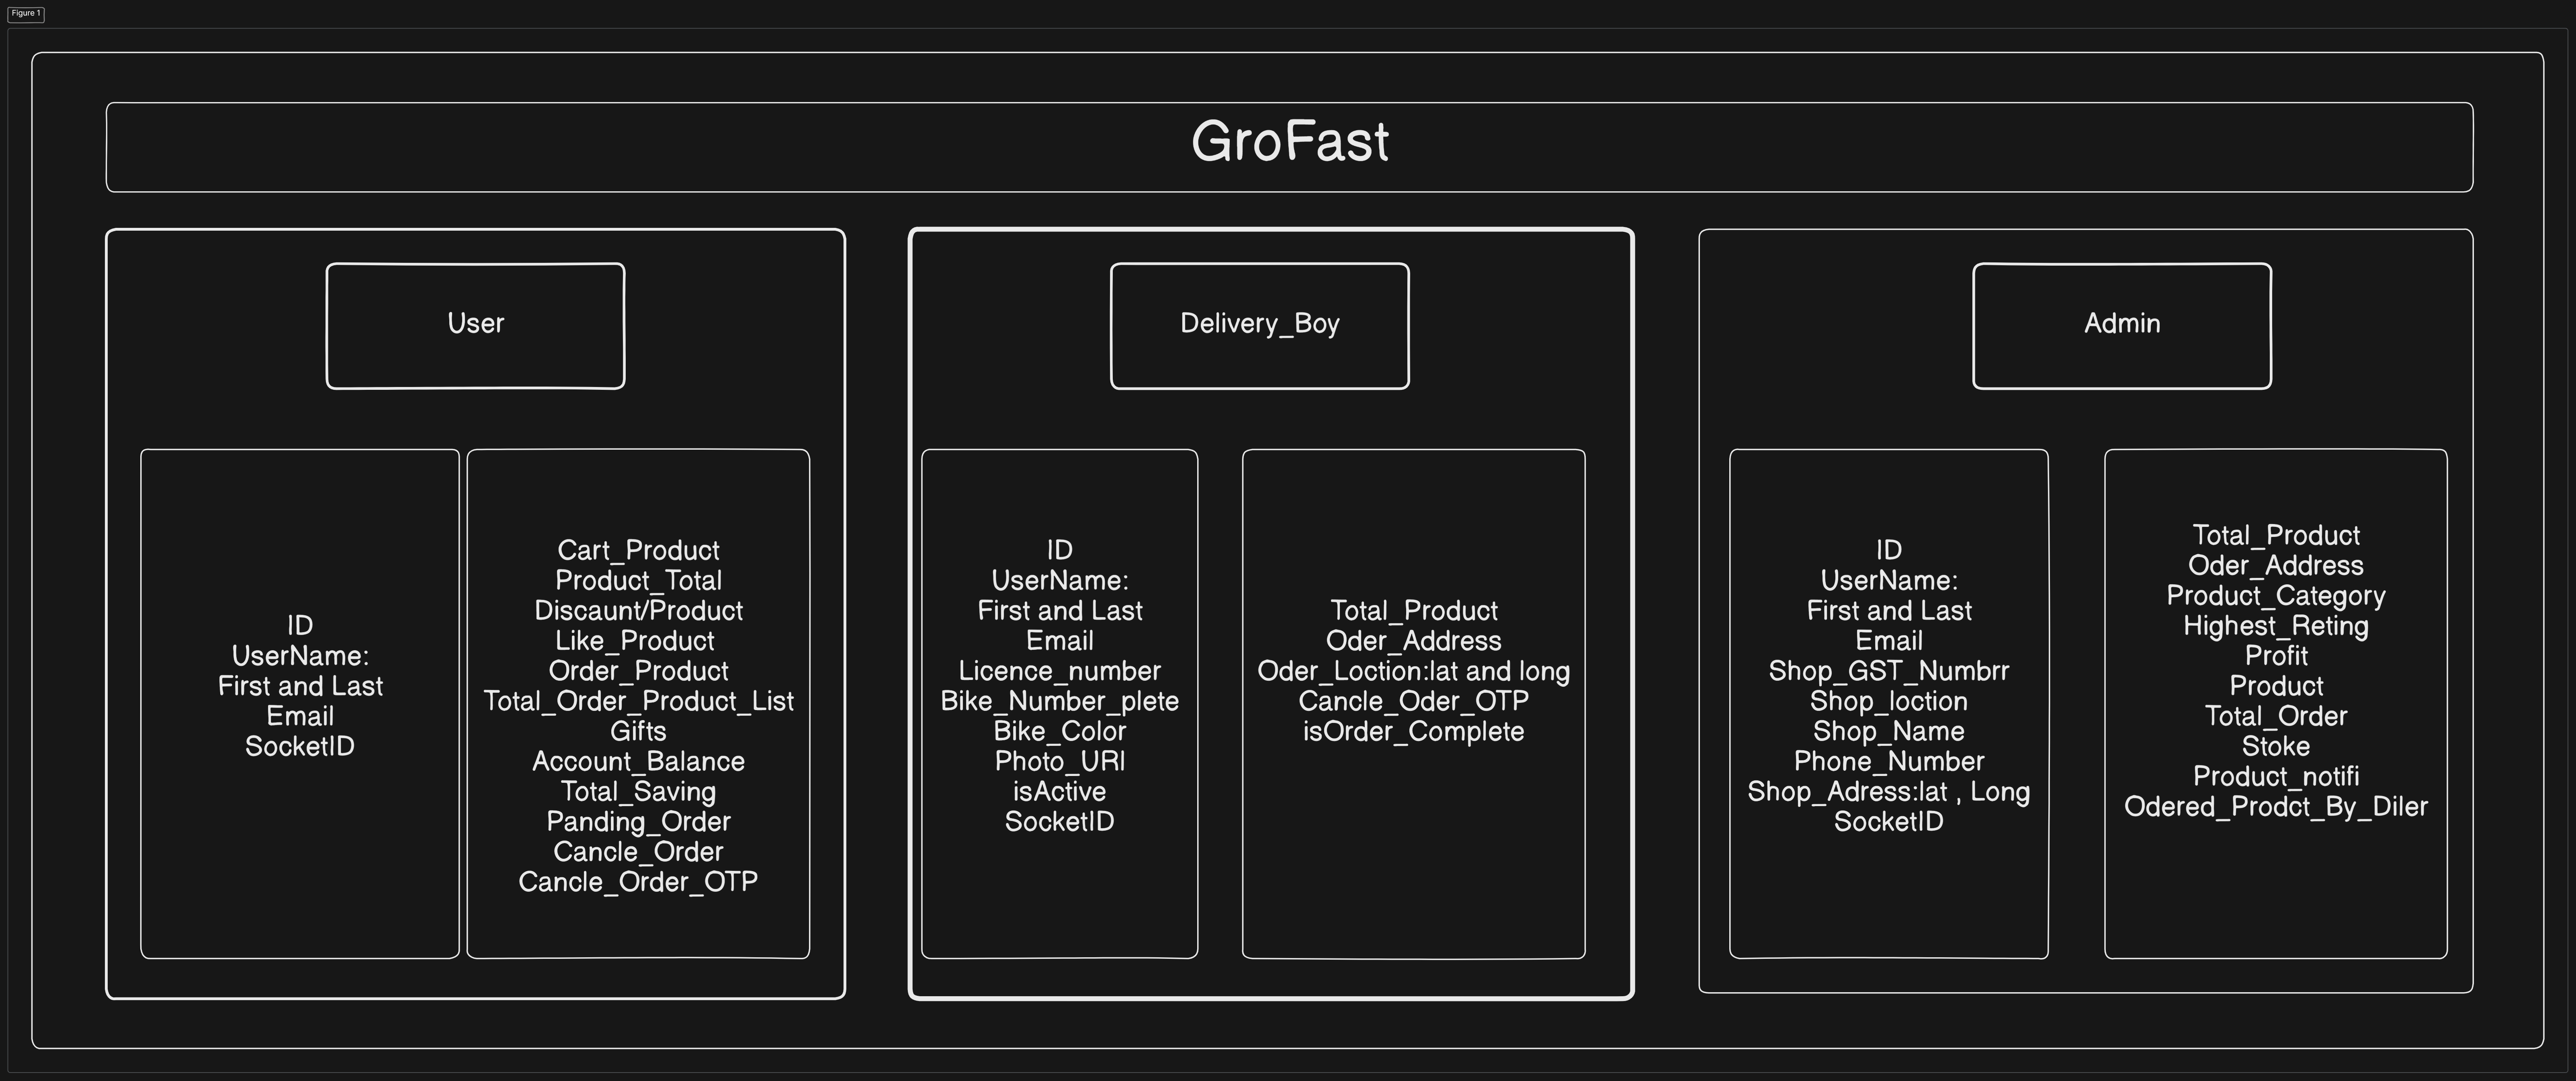 Figure 1
GroFast
User
ID
UserName:
First and Last
Email
SocketID
Cart_Product
Product_Total
Discaunt/Product
Like_Product
Order_Product
Total_Order_Product_List
Gifts
Account_Balance
Total_Saving
Panding_Order
Cancle_Order
Cancle_Order_OTP
Delivery_Boy
ID
UserName:
First and Last
Email
Licence_number
Bike_Number_plete
Bike_Color
Photo_URl
isActive
SocketID
Total_Product
Oder_Address
Oder_Loction:lat and long
Cancle_Oder_OTP
isOrder_Complete
Admin
ID
UserName:
First and Last
Email
Shop_GST_Numbrr
Shop_loction
Shop_Name
Phone_Number
Shop_Adress:lat , Long
SocketID
Total_Product
Oder_Address
Product_Category
Highest_Reting
Profit
Product
Total_Order
Stoke
Product_notifi
Odered_Prodct_By_Diler